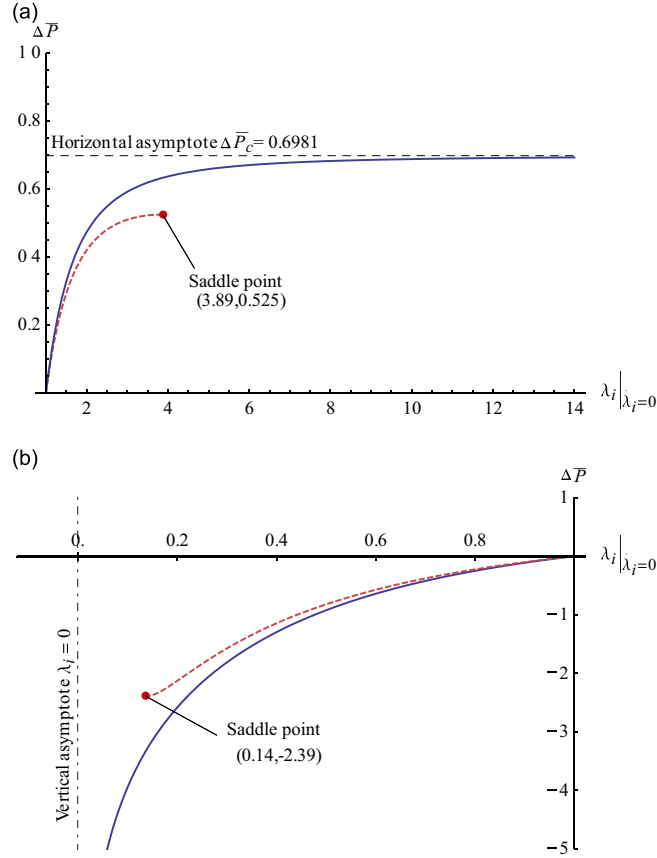 (a)
ΔP̅
1 0
0.8
Horizontal asymptote ΔP̅c = 0.6981
0.6
0.4
Saddle point
(3.89,0.525)
0.2
2 4 6 8 10 12 14
λi|λ̇i=0
(b)
ΔP̅
1
0. 0.2 0.4 0.6 0.8
λi|λ̇i=0
−1
−2
−3
−4
−5
Vertical asymptote λi = 0
Saddle point
(0.14,-2.39)